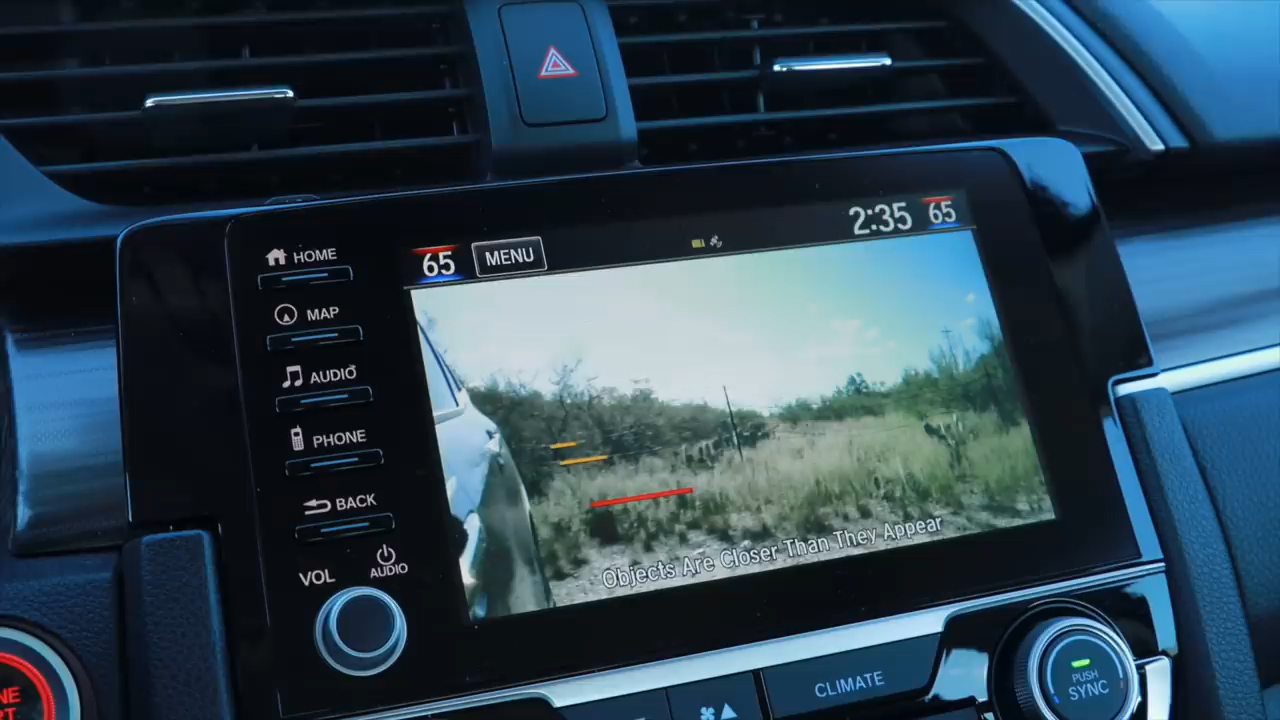 HOME
65
MENU
2:35
65
MAP
AUDIO
PHONE
BACK
VOL
AUDIO
Objects Are Closer Than They Appear
CLIMATE
PUSH
SYNC